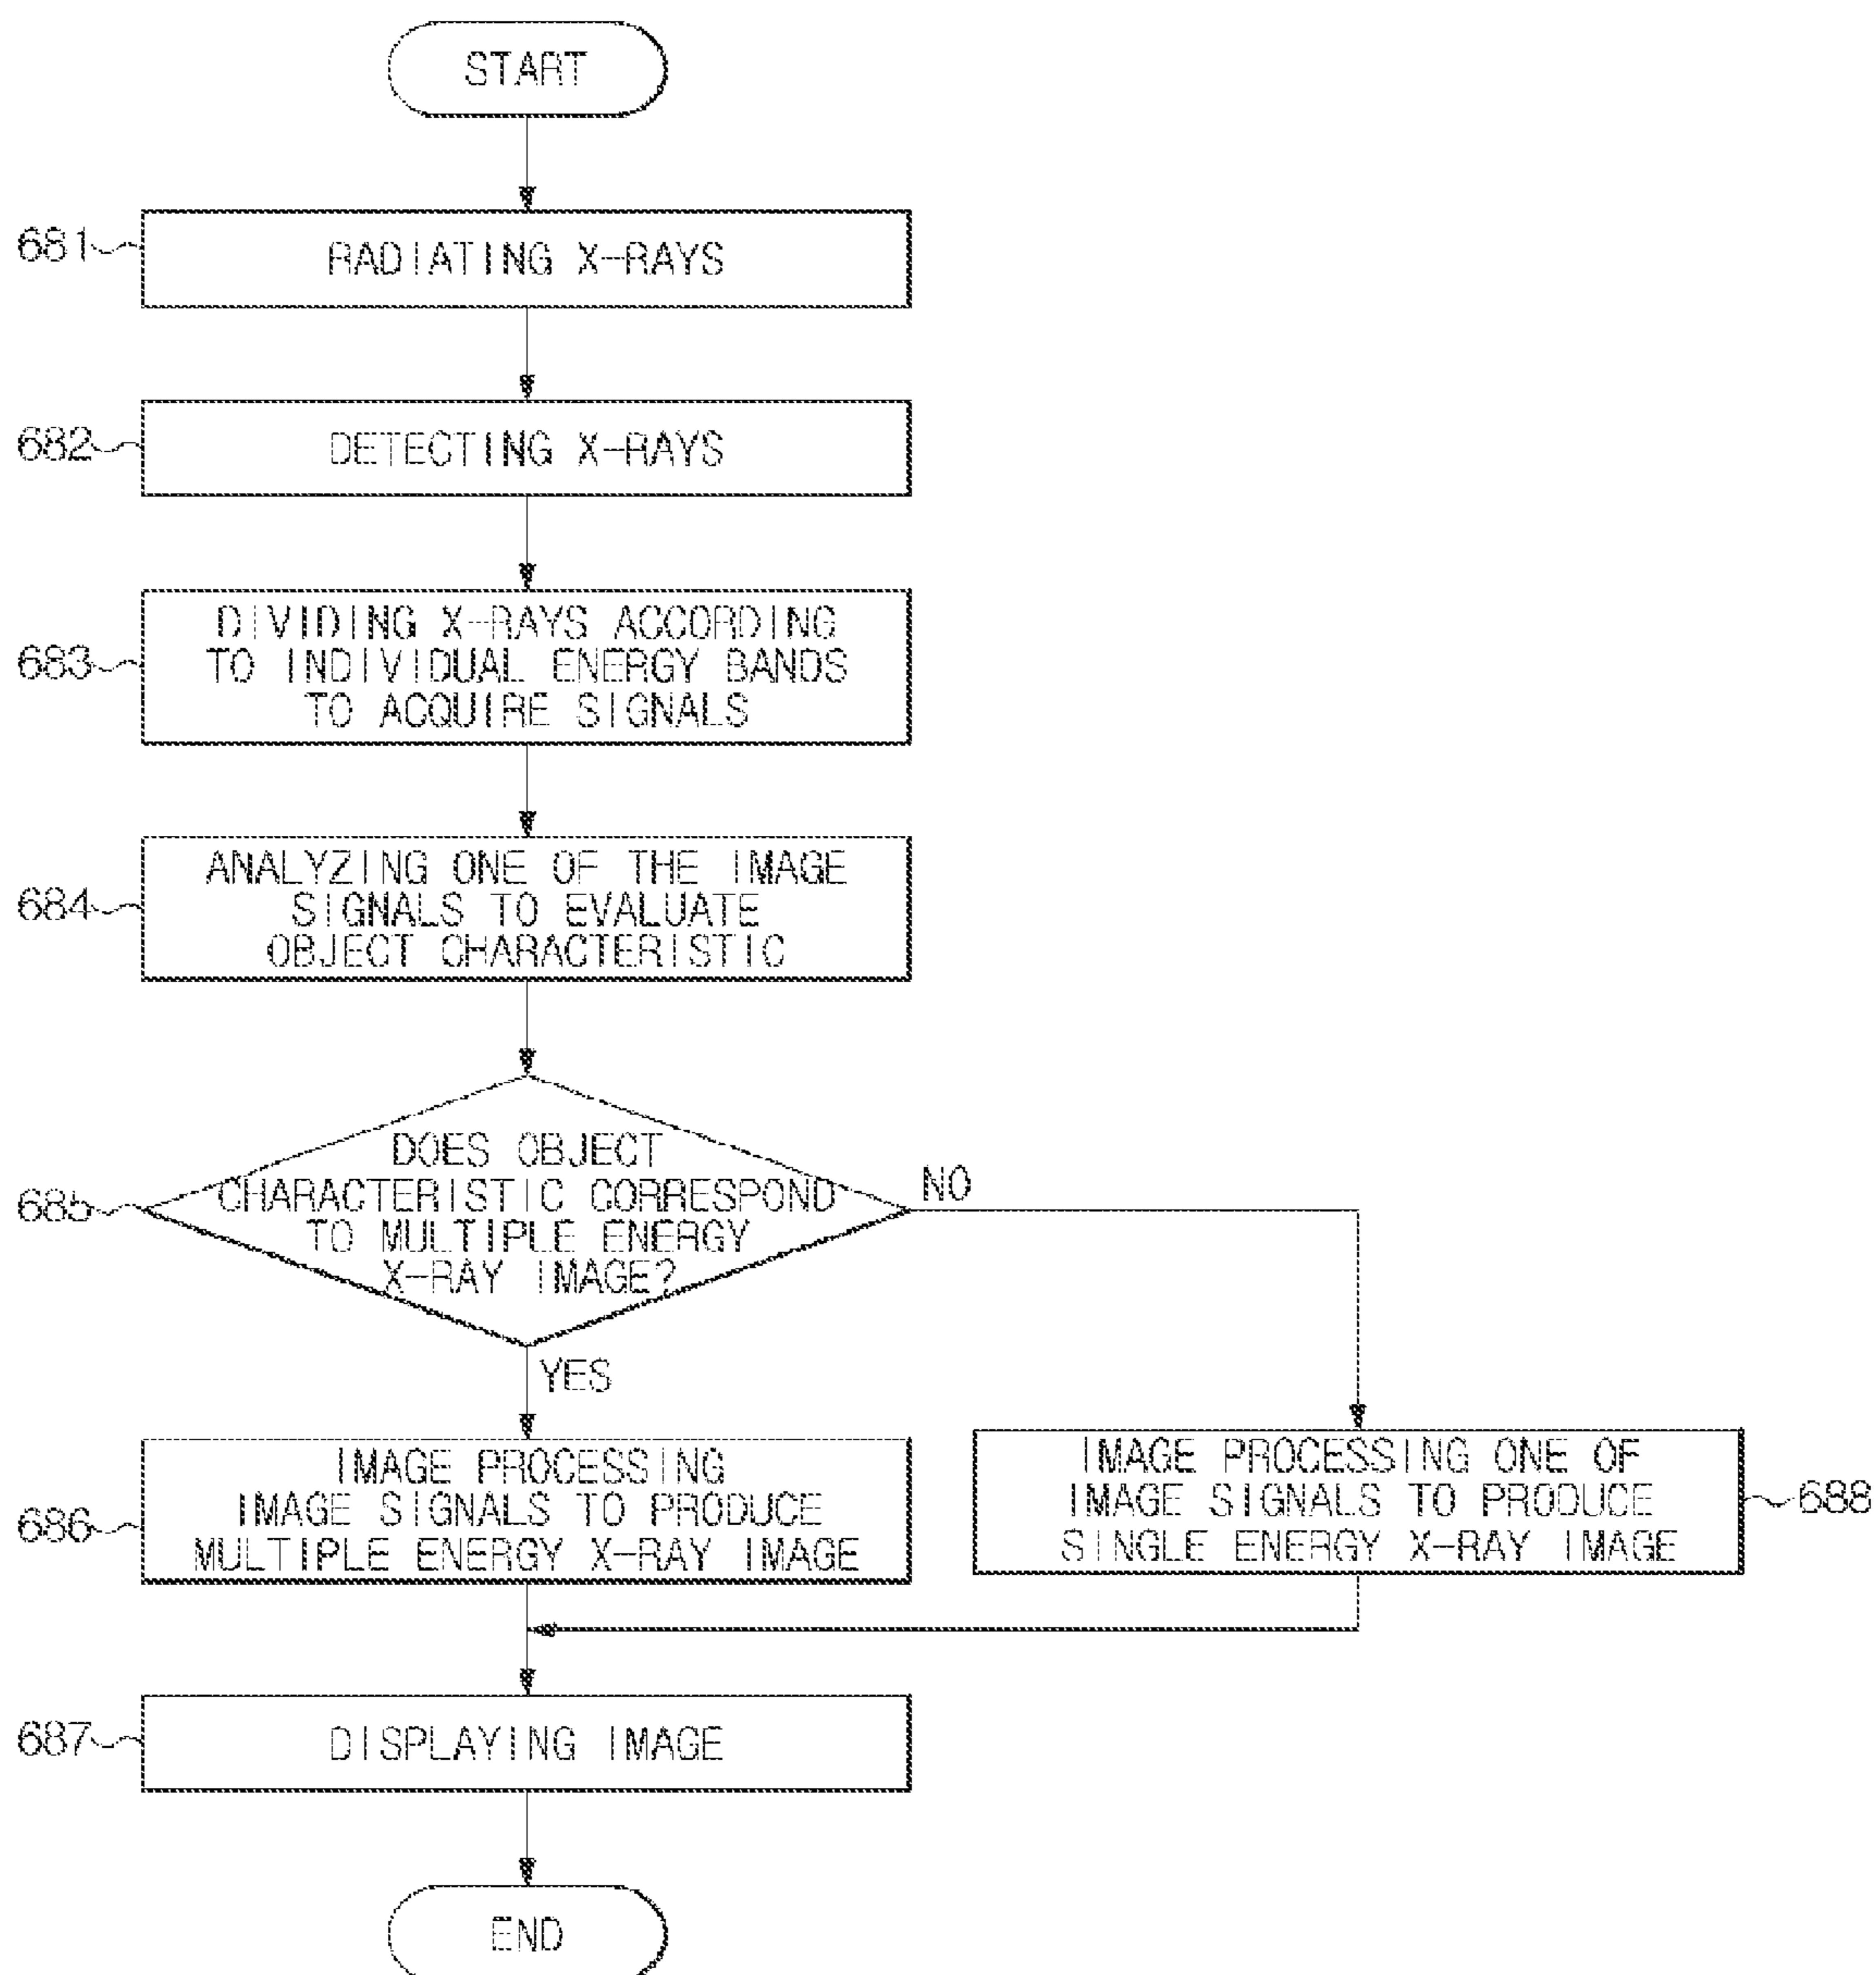 START
681
RADIATING X-RAYS
682
DETECTING X-RAYS
683
DIVIDING X-RAYS ACCORDING
TO INDIVIDUAL ENERGY BANDS
TO ACQUIRE SIGNALS
684
ANALYZING ONE OF THE IMAGE
SIGNALS TO EVALUATE
OBJECT CHARACTERISTIC
685
DOES OBJECT
CHARACTERISTIC CORRESPOND
TO MULTIPLE ENERGY
X-RAY IMAGE?
NO
YES
686
IMAGE PROCESSING
IMAGE SIGNALS TO PRODUCE
MULTIPLE ENERGY X-RAY IMAGE
IMAGE PROCESSING ONE OF
IMAGE SIGNALS TO PRODUCE
SINGLE ENERGY X-RAY IMAGE
688
687
DISPLAYING IMAGE
END